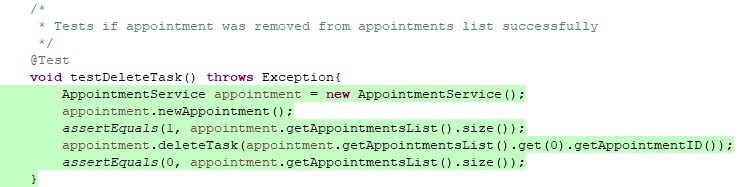 /*
 * Tests if appointment was removed from appointments list successfully
 */
@Test
void testDeleteTask() throws Exception{
    AppointmentService appointment = new AppointmentService();
    appointment.newAppointment();
    assertEquals(1, appointment.getAppointmentsList().size());
    appointment.deleteTask(appointment.getAppointmentsList().get(0).getAppointmentID());
    assertEquals(0, appointment.getAppointmentsList().size());
}